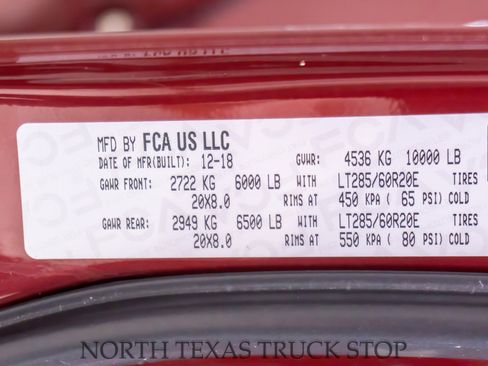 MFD BY FCA US LLC
DATE OF MFR(BUILT): 12-18 GVWR: 4536 KG 10000 LB
GAWR FRONT: 2722 KG 6000 LB WITH LT285/60R20E TIRES
20X8.0 RIMS AT 450 KPA ( 65 PSI) COLD
GAWR REAR: 2949 KG 6500 LB WITH LT285/60R20E TIRES
20X8.0 RIMS AT 550 KPA ( 80 PSI) COLD
NORTH TEXAS TRUCK STOP